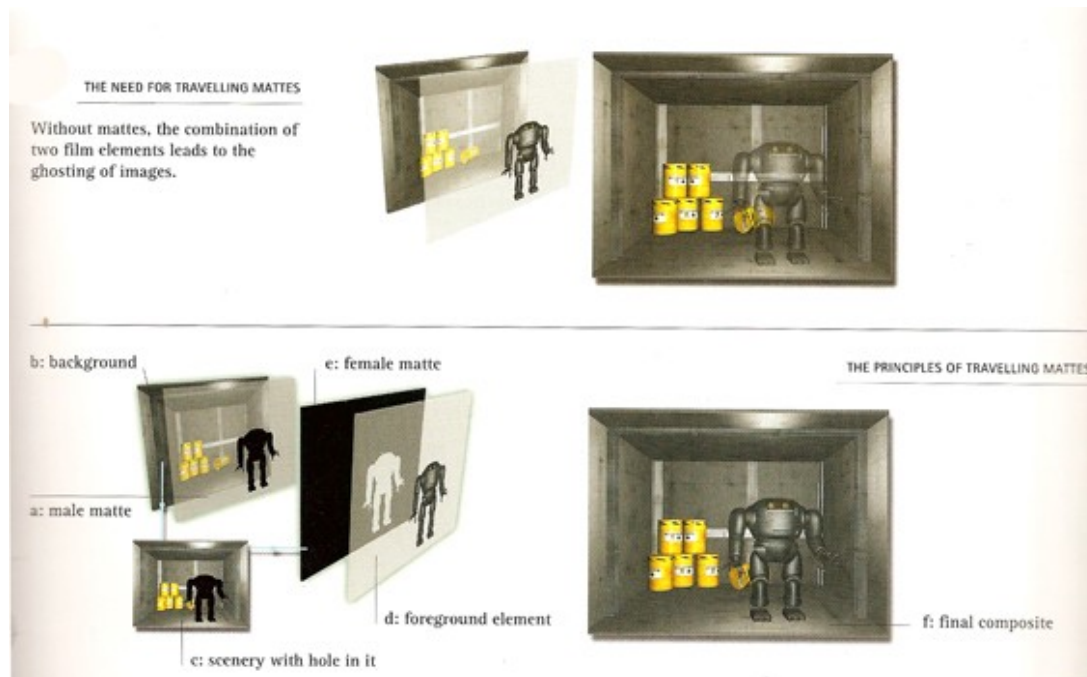 THE NEED FOR TRAVELLING MATTES
Without mattes, the combination of
two film elements leads to the
ghosting of images.
b: background
e: female matte
THE PRINCIPLES OF TRAVELLING MATTES
a: male matte
d: foreground element
f: final composite
c: scenery with hole in it